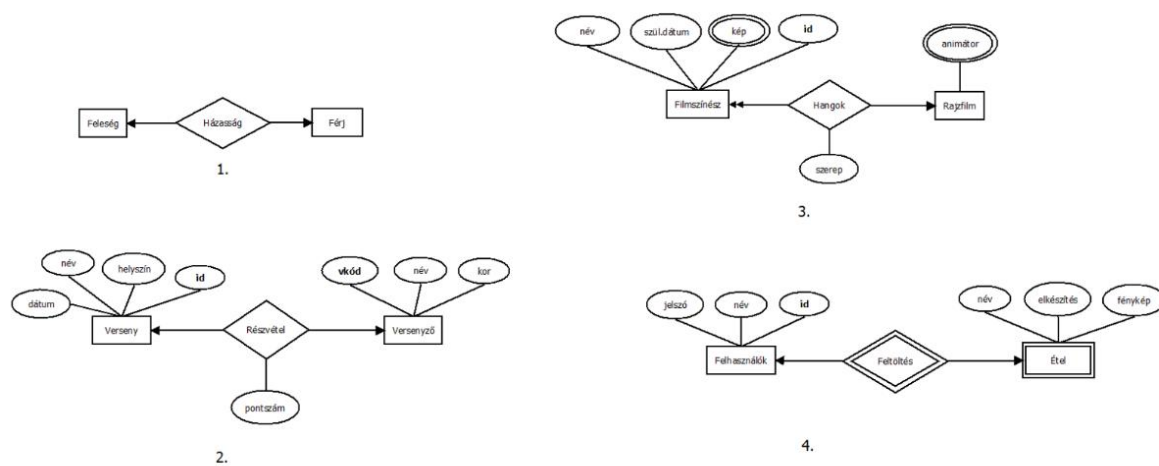 Feleség
Házasság
Férj
1.
név
helyszín
id
dátum
Verseny
Részvétel
vkód
név
kor
Versenyző
pontszám
2.
név
szül.dátum
kép
id
animátor
Filmszínész
Hangok
Rajzfilm
szerep
3.
jelszó
név
id
Felhasználók
Feltöltés
név
elkészítés
fénykép
Étel
4.